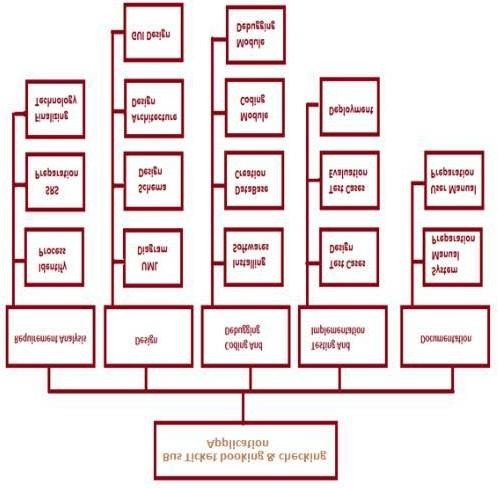 Bus Ticket booking & checking
Application
Requirement Analysis
Identify
Process
SRS
Preparation
Finalizing
Technology
Design
UML
Diagram
Schema
Design
Architecture
Design
GUI Design
Coding And
Debugging
Installing
Softwares
DataBase
Creation
Module
Coding
Module
Debugging
Testing And
Implementation
Test Cases
Design
Test Cases
Evaluation
Deployment
Documentation
System
Manual
Preparation
User Manual
Preparation